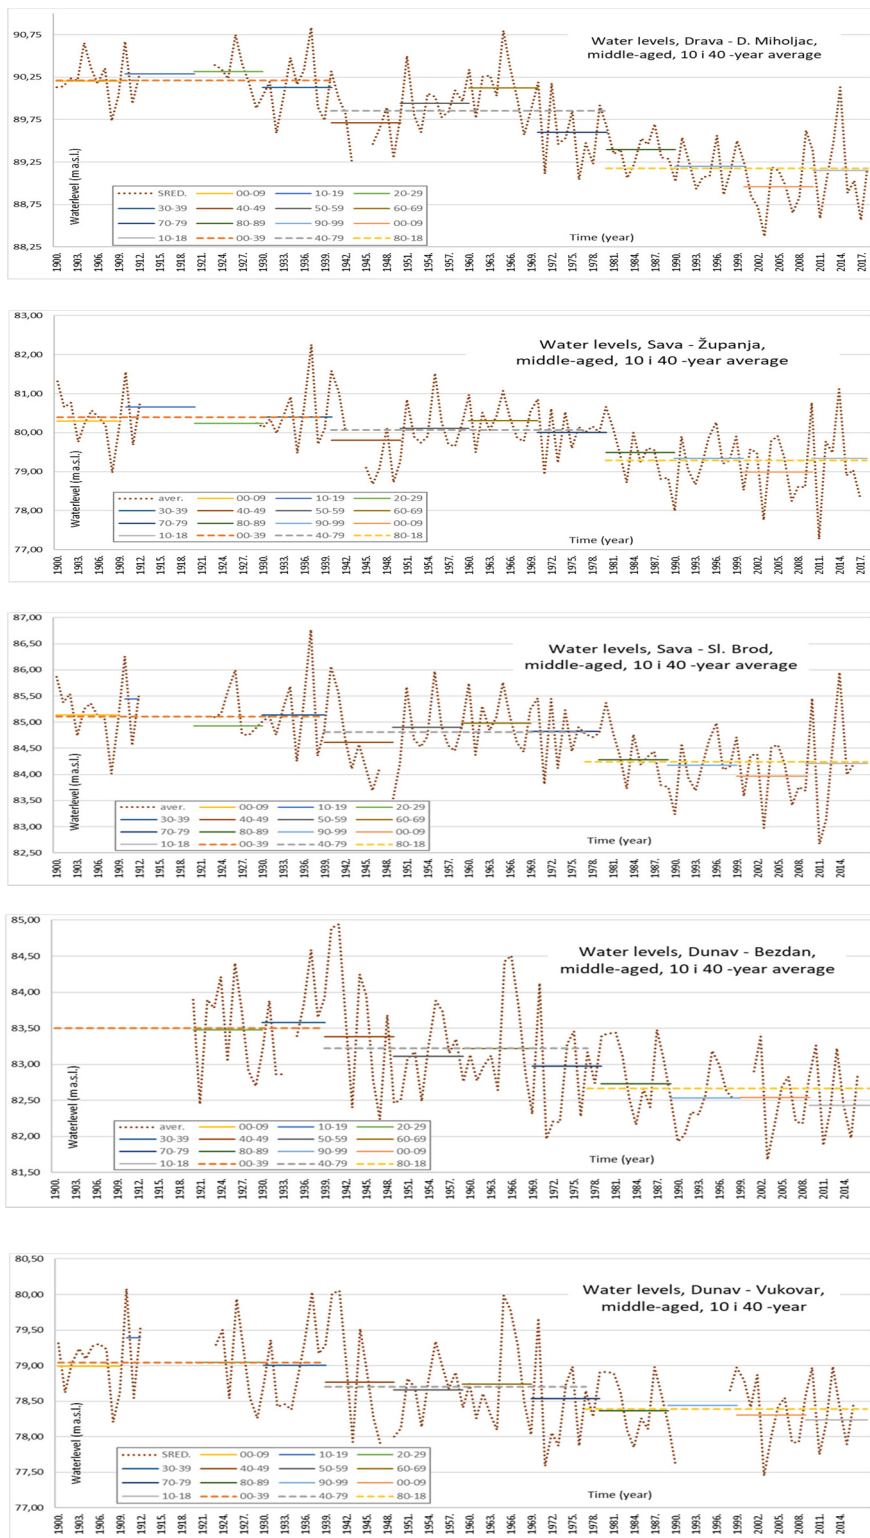 90,75
90,25
89,75
89,25
88,75
88,25
Water levels, Drava - D. Miholjac,
middle-aged, 10 i 40 -year average
Waterlevel (m a.s.l.)
SRED. 00-09 10-19 20-29
30-39 40-49 50-59 60-69
70-79 80-89 90-99 00-09
10-18 00-39 40-79 80-18
Time (year)
1900. 1903. 1906. 1909. 1912. 1915. 1918. 1921. 1924. 1927. 1930. 1933. 1936. 1939. 1942. 1945. 1948. 1951. 1954. 1957. 1960. 1963. 1966. 1969. 1972. 1975. 1978. 1981. 1984. 1987. 1990. 1993. 1996. 1999. 2002. 2005. 2008. 2011. 2014. 2017.
83,00
82,00
81,00
80,00
79,00
78,00
77,00
Water levels, Sava - Županja,
middle-aged, 10 i 40 -year average
Waterlevel (m a.s.l.)
aver. 00-09 10-19 20-29
30-39 40-49 50-59 60-69
70-79 80-89 90-99 00-09
10-18 00-39 40-79 80-18
Time (year)
1900. 1903. 1906. 1909. 1912. 1915. 1918. 1921. 1924. 1927. 1930. 1933. 1936. 1939. 1942. 1945. 1948. 1951. 1954. 1957. 1960. 1963. 1966. 1969. 1972. 1975. 1978. 1981. 1984. 1987. 1990. 1993. 1996. 1999. 2002. 2005. 2008. 2011. 2014. 2017.
87,00
86,50
86,00
85,50
85,00
84,50
84,00
83,50
83,00
82,50
Water levels, Sava - Sl. Brod,
middle-aged, 10 i 40 -year average
Waterlevel (m a.s.l.)
aver. 00-09 10-19 20-29
30-39 40-49 50-59 60-69
70-79 80-89 90-99 00-09
10-18 00-39 40-79 80-18
Time (year)
1900. 1903. 1906. 1909. 1912. 1915. 1918. 1921. 1924. 1927. 1930. 1933. 1936. 1939. 1942. 1945. 1948. 1951. 1954. 1957. 1960. 1963. 1966. 1969. 1972. 1975. 1978. 1981. 1984. 1987. 1990. 1993. 1996. 1999. 2002. 2005. 2008. 2011. 2014.
85,00
84,50
84,00
83,50
83,00
82,50
82,00
81,50
Water levels, Dunav - Bezdan,
middle-aged, 10 i 40 -year average
Waterlevel (m a.s.l.)
aver. 00-09 10-19 20-29
30-39 40-49 50-59 60-69
70-79 80-89 90-99 00-09
10-18 00-39 40-79 80-18
Time (year)
1900. 1903. 1906. 1909. 1912. 1915. 1918. 1921. 1924. 1927. 1930. 1933. 1936. 1939. 1942. 1945. 1948. 1951. 1954. 1957. 1960. 1963. 1966. 1969. 1972. 1975. 1978. 1981. 1984. 1987. 1990. 1993. 1996. 1999. 2002. 2005. 2008. 2011. 2014.
80,50
80,00
79,50
79,00
78,50
78,00
77,50
77,00
Water levels, Dunav - Vukovar,
middle-aged, 10 i 40 -year
Waterlevel (m a.s.l.)
SRED. 00-09 10-19 20-29
30-39 40-49 50-59 60-69
70-79 80-89 90-99 00-09
10-18 00-39 40-79 80-18
Time (year)
1900. 1903. 1906. 1909. 1912. 1915. 1918. 1921. 1924. 1927. 1930. 1933. 1936. 1939. 1942. 1945. 1948. 1951. 1954. 1957. 1960. 1963. 1966. 1969. 1972. 1975. 1978. 1981. 1984. 1987. 1990. 1993. 1996. 1999. 2002. 2005. 2008. 2011. 2014.